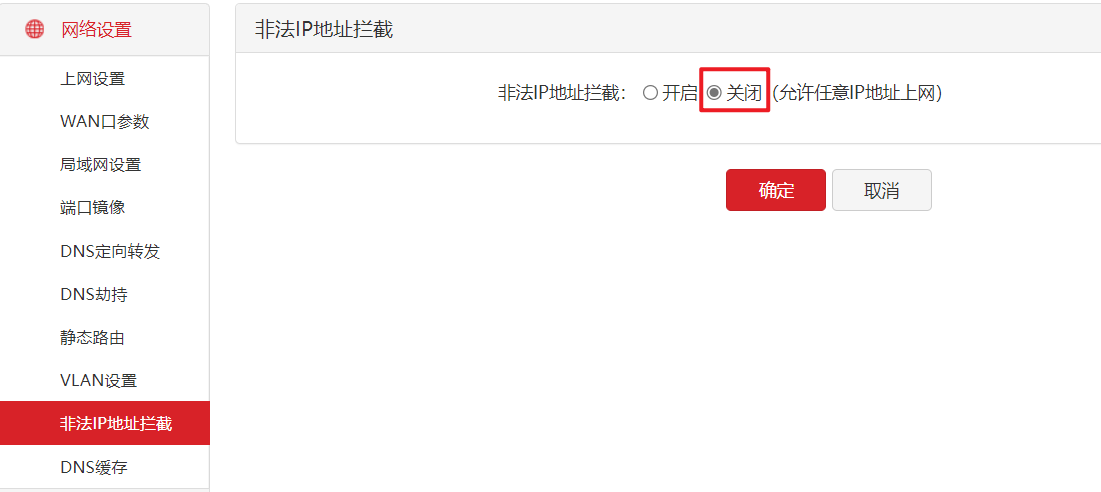 网络设置
上网设置
WAN口参数
局域网设置
端口镜像
DNS定向转发
DNS劫持
静态路由
VLAN设置
非法IP地址拦截
DNS缓存
非法IP地址拦截
非法IP地址拦截： 开启 关闭 (允许任意IP地址上网)
确定 取消